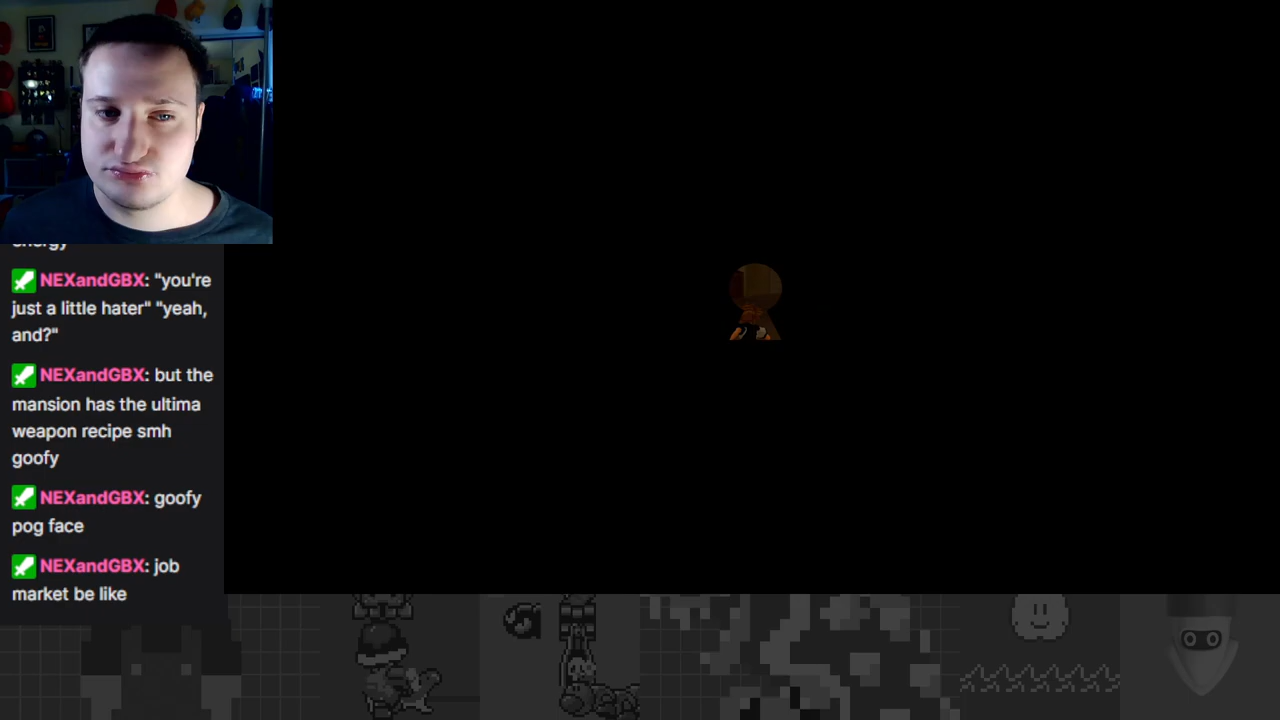 energy
NEXandGBX: "you're
just a little hater" "yeah,
and?"
NEXandGBX: but the
mansion has the ultima
weapon recipe smh
goofy
NEXandGBX: goofy
pog face
NEXandGBX: job
market be like